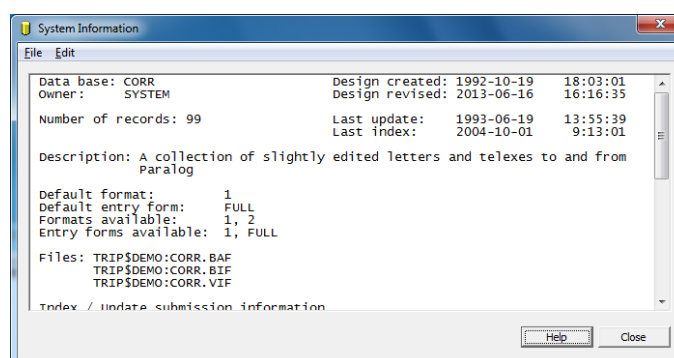 System Information
File Edit
Data base: CORR Design created: 1992-10-19 18:03:01
Owner: SYSTEM Design revised: 2013-06-16 16:16:35
Number of records: 99 Last update: 1993-06-19 13:55:39
Last index: 2004-10-01 9:13:01
Description: A collection of slightly edited letters and telexes to and from
Paralog
Default format: 1
Default entry form: FULL
Formats available: 1, 2
Entry forms available: 1, FULL
Files: TRIP$DEMO:CORR.BAF
TRIP$DEMO:CORR.BIF
TRIP$DEMO:CORR.VIF
Index / Update submission information
Help Close